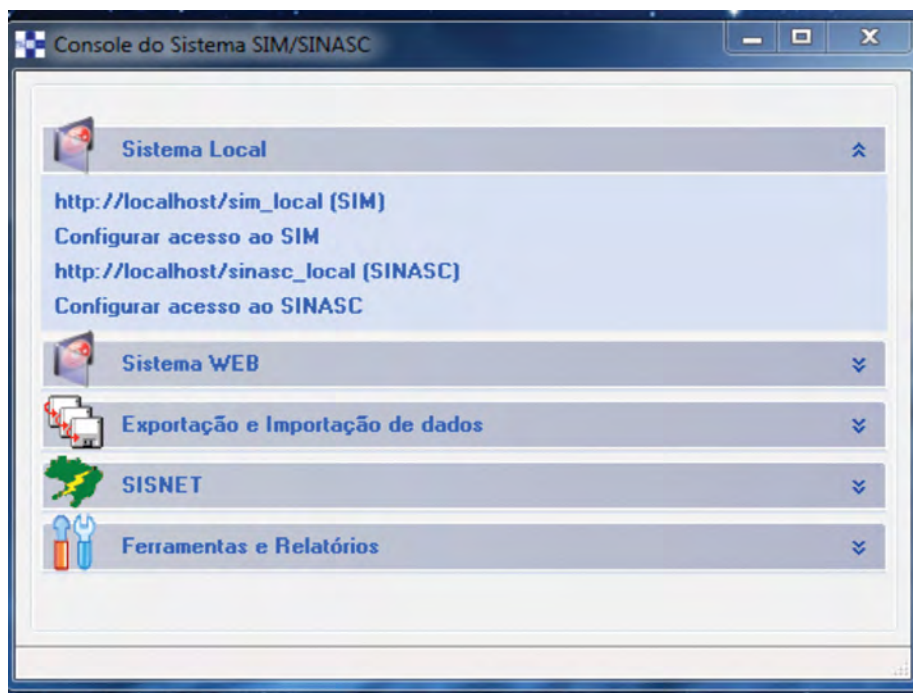 Console do Sistema SIM/SINASC
Sistema Local
http://localhost/sim_local (SIM)
Configurar acesso ao SIM
http://localhost/sinasc_local (SINASC)
Configurar acesso ao SINASC
Sistema WEB
Exportação e Importação de dados
SISNET
Ferramentas e Relatórios